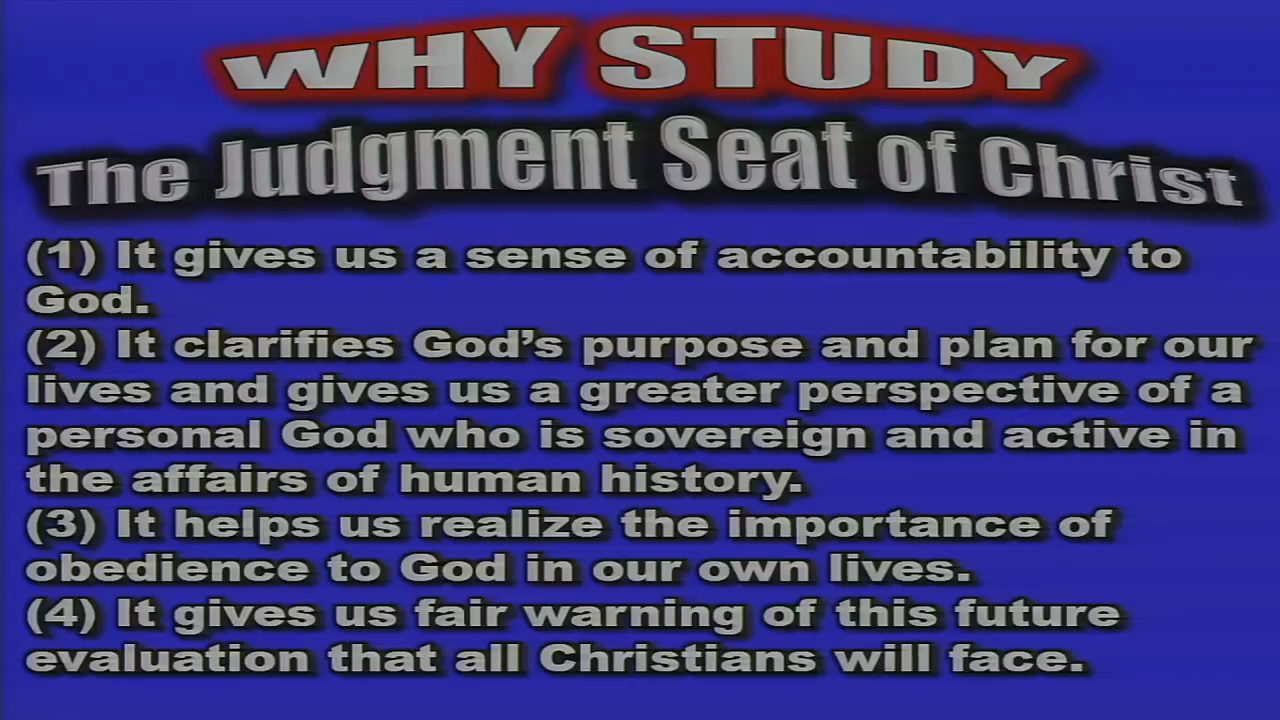 WHY STUDY
The Judgment Seat of Christ
(1) It gives us a sense of accountability to
God.
(2) It clarifies God’s purpose and plan for our
lives and gives us a greater perspective of a
personal God who is sovereign and active in
the affairs of human history.
(3) It helps us realize the importance of
obedience to God in our own lives.
(4) It gives us fair warning of this future
evaluation that all Christians will face.